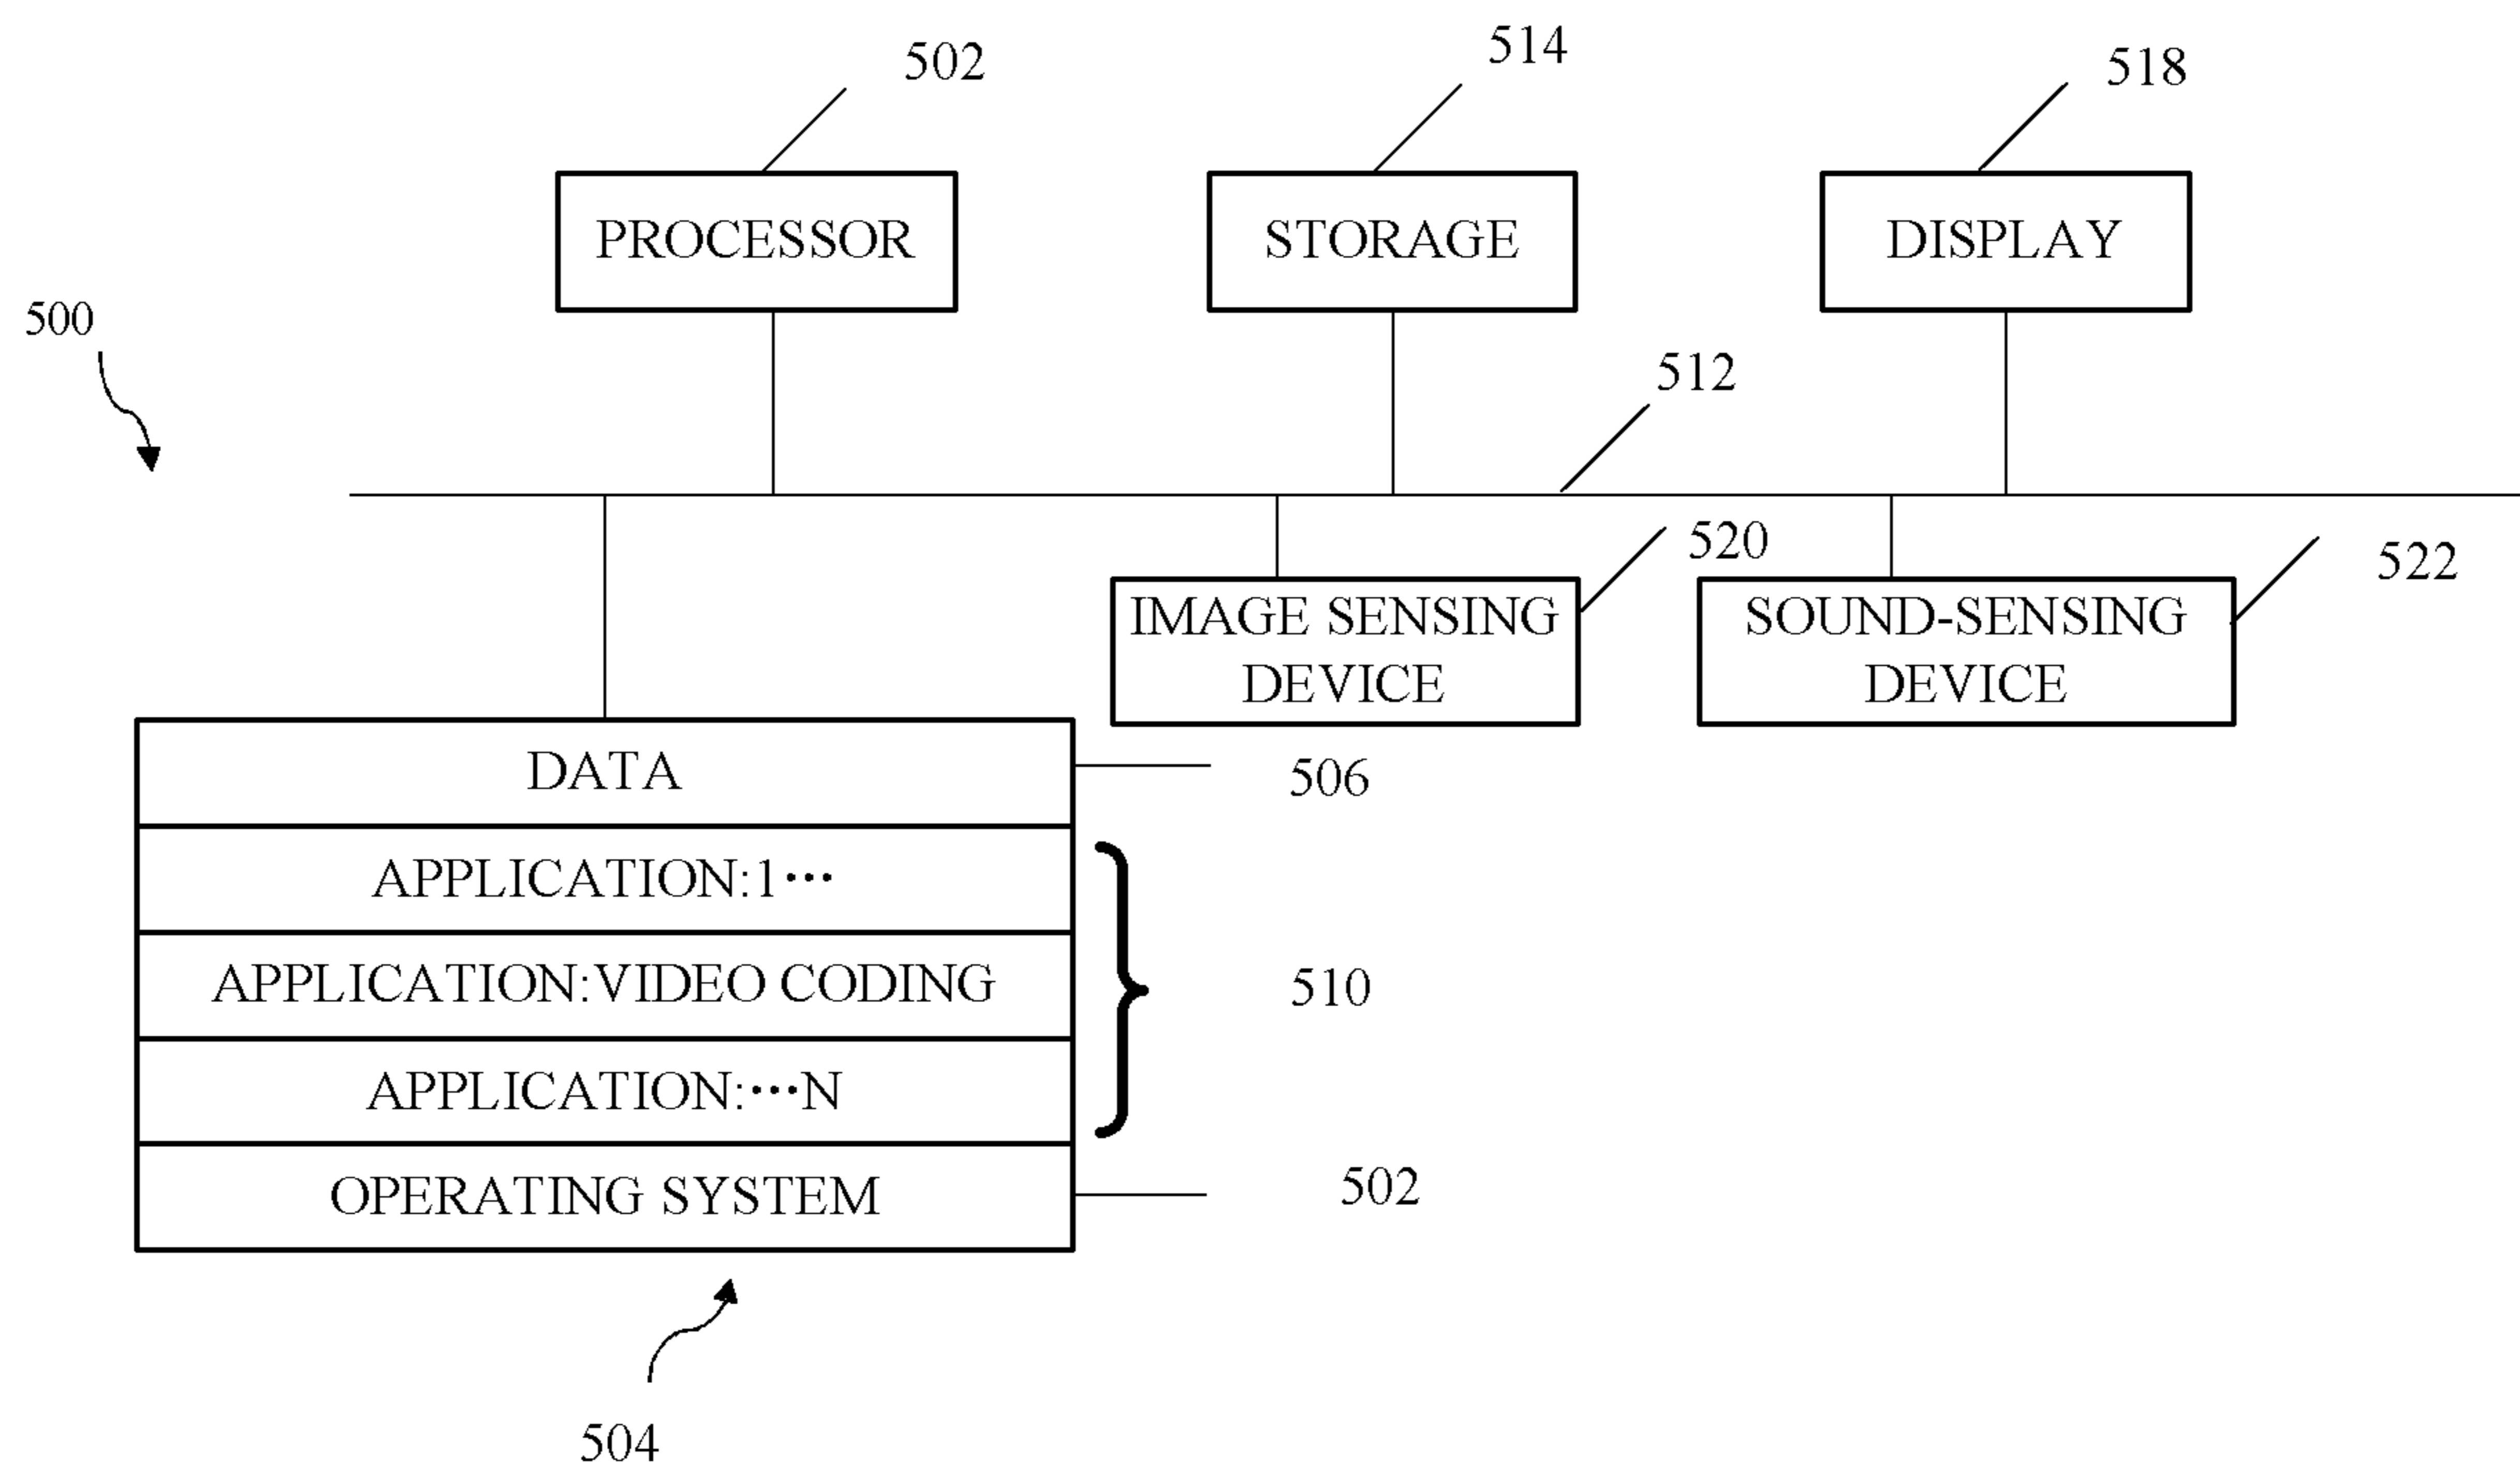 502
514
518
PROCESSOR
STORAGE
DISPLAY
500
512
520
522
IMAGE SENSING
DEVICE
SOUND-SENSING
DEVICE
DATA
506
APPLICATION:1···
APPLICATION:VIDEO CODING
510
APPLICATION:···N
OPERATING SYSTEM
502
504